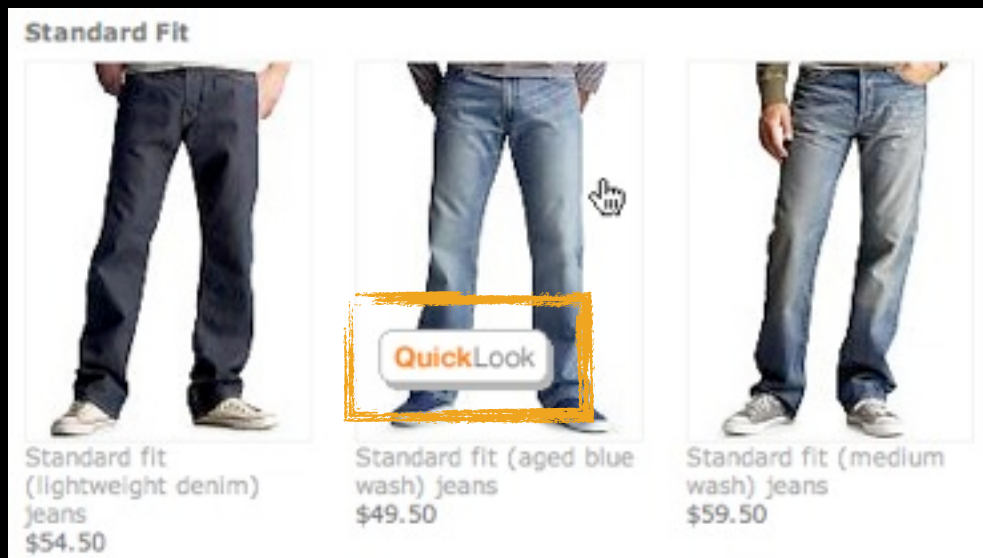 Standard Fit
QuickLook
Standard fit
(lightweight denim)
jeans
$54.50
Standard fit (aged blue
wash) jeans
$49.50
Standard fit (medium
wash) jeans
$59.50